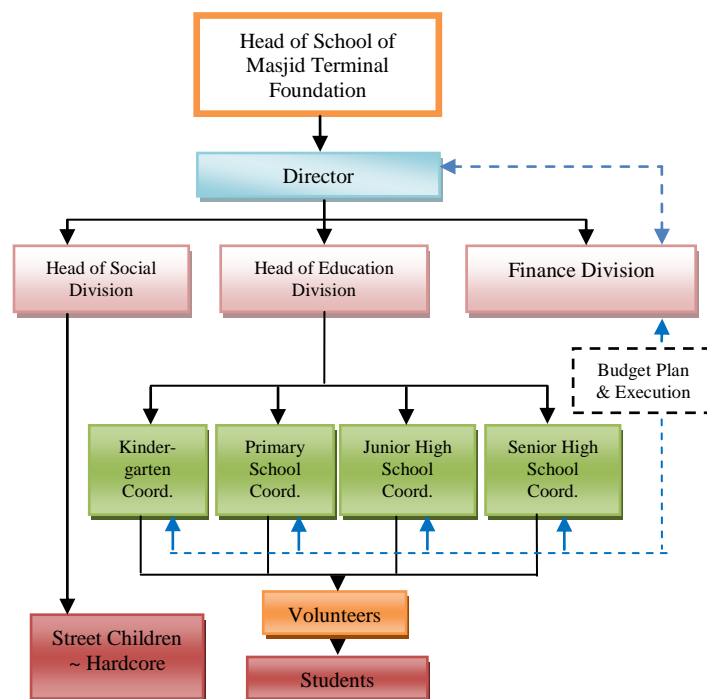 Head of School of
Masjid Terminal
Foundation
Director
Head of Social
Division
Head of Education
Division
Finance Division
Budget Plan
& Execution
Kinder-
garten
Coord.
Primary
School
Coord.
Junior High
School
Coord.
Senior High
School
Coord.
Volunteers
Street Children
~ Hardcore
Students